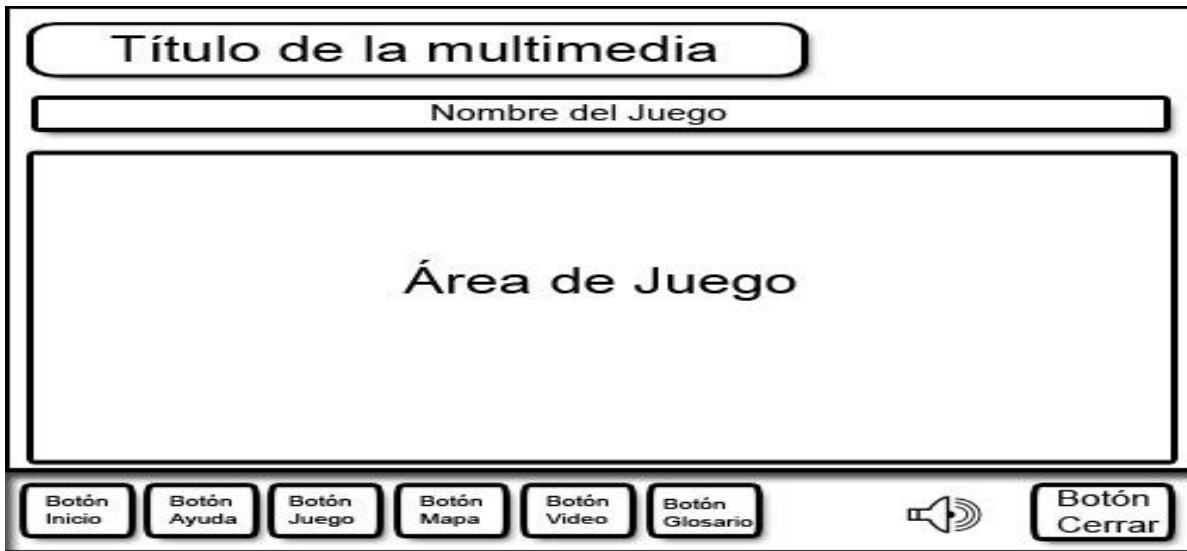 Título de la multimedia
Nombre del Juego
Área de Juego
Botón
Inicio
Botón
Ayuda
Botón
Juego
Botón
Mapa
Botón
Video
Botón
Glosario
Botón
Cerrar